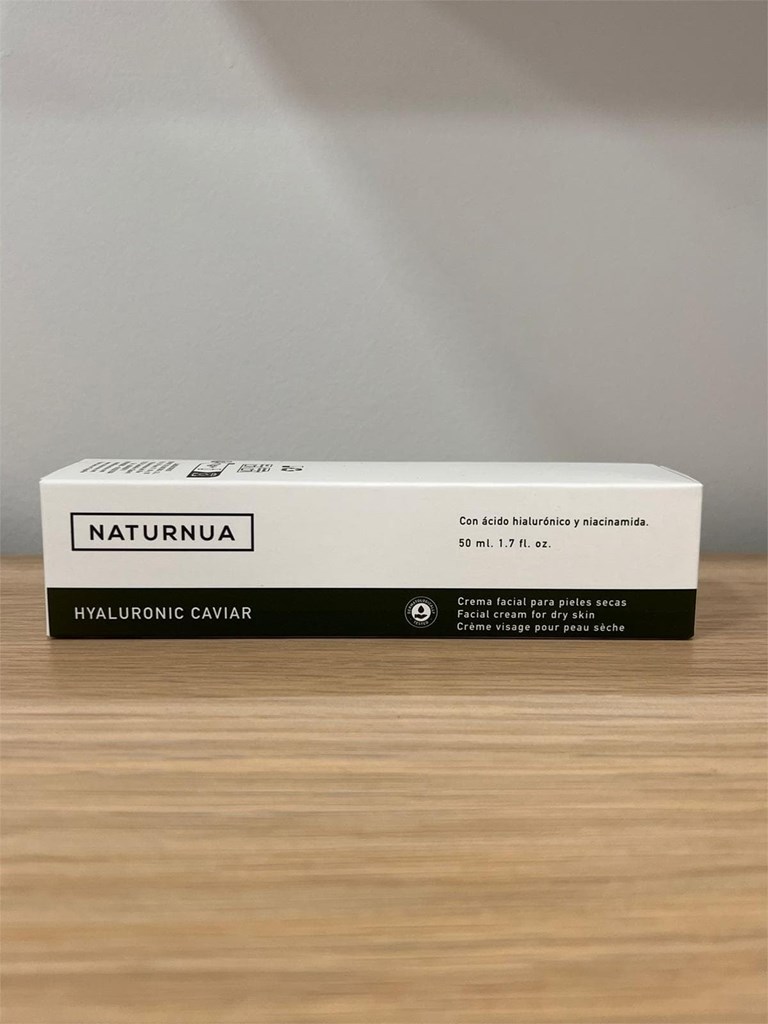 NATURNUA
Con ácido hialurónico y niacinamida.
50 ml. 1.7 fl. oz.
HYALURONIC CAVIAR
Crema facial para pieles secas
Facial cream for dry skin
Crème visage pour peau sèche